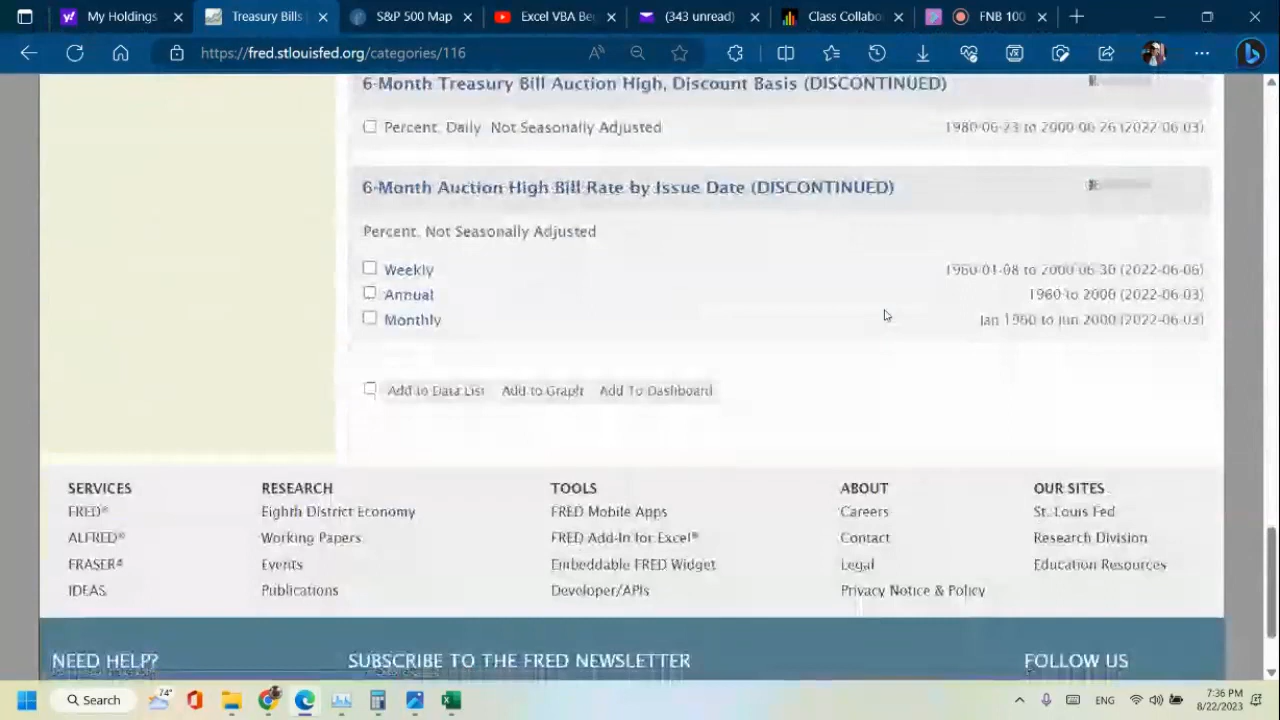 My Holdings
Treasury Bills
S&P 500 Map
Excel VBA Be
(343 unread)
Class Collabo
FNB 100
https://fred.stlouisfed.org/categories/116
6-Month Treasury Bill Auction High, Discount Basis (DISCONTINUED)
Percent, Daily, Not Seasonally Adjusted 1980-06-23 to 2000-06-26 (2022-06-03)
6-Month Auction High Bill Rate by Issue Date (DISCONTINUED)
Percent, Not Seasonally Adjusted
Weekly 1960-01-08 to 2000-06-30 (2022-06-06)
Annual 1960 to 2000 (2022-06-03)
Monthly Jan 1960 to Jun 2000 (2022-06-03)
Add to Data List Add to Graph Add To Dashboard
SERVICES RESEARCH TOOLS ABOUT OUR SITES
FRED® Eighth District Economy FRED Mobile Apps Careers St. Louis Fed
ALFRED® Working Papers FRED Add-In for Excel® Contact Research Division
FRASER® Events Embeddable FRED Widget Legal Education Resources
IDEAS Publications Developer/APIs Privacy Notice & Policy
NEED HELP? SUBSCRIBE TO THE FRED NEWSLETTER FOLLOW US
Search
74°
ENG
7:36 PM
8/22/2023